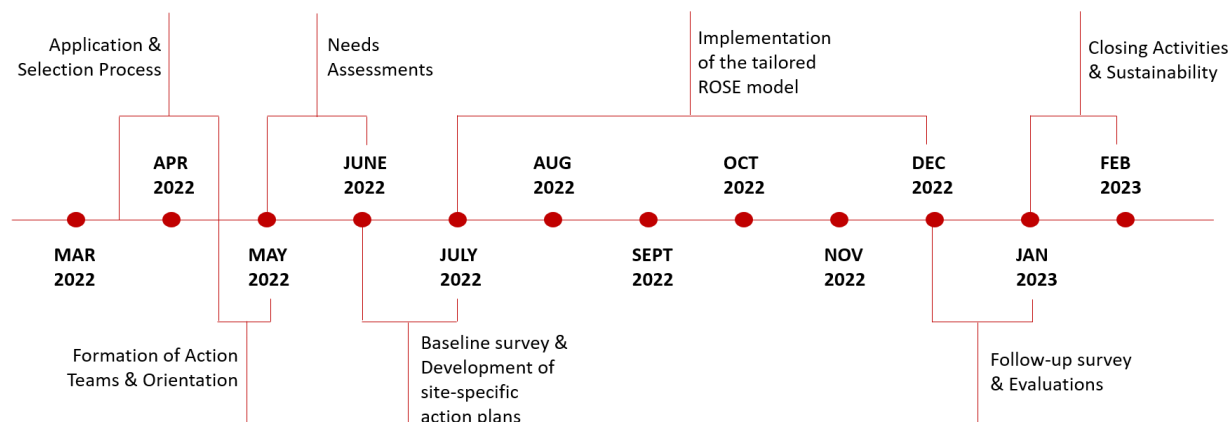 Application &
Selection Process
Needs
Assessments
Implementation
of the tailored
ROSE model
Closing Activities
& Sustainability
APR
2022
JUNE
2022
AUG
2022
OCT
2022
DEC
2022
FEB
2023
MAR
2022
MAY
2022
JULY
2022
SEPT
2022
NOV
2022
JAN
2023
Formation of Action
Teams & Orientation
Baseline survey &
Development of
site-specific
action plans
Follow-up survey
& Evaluations